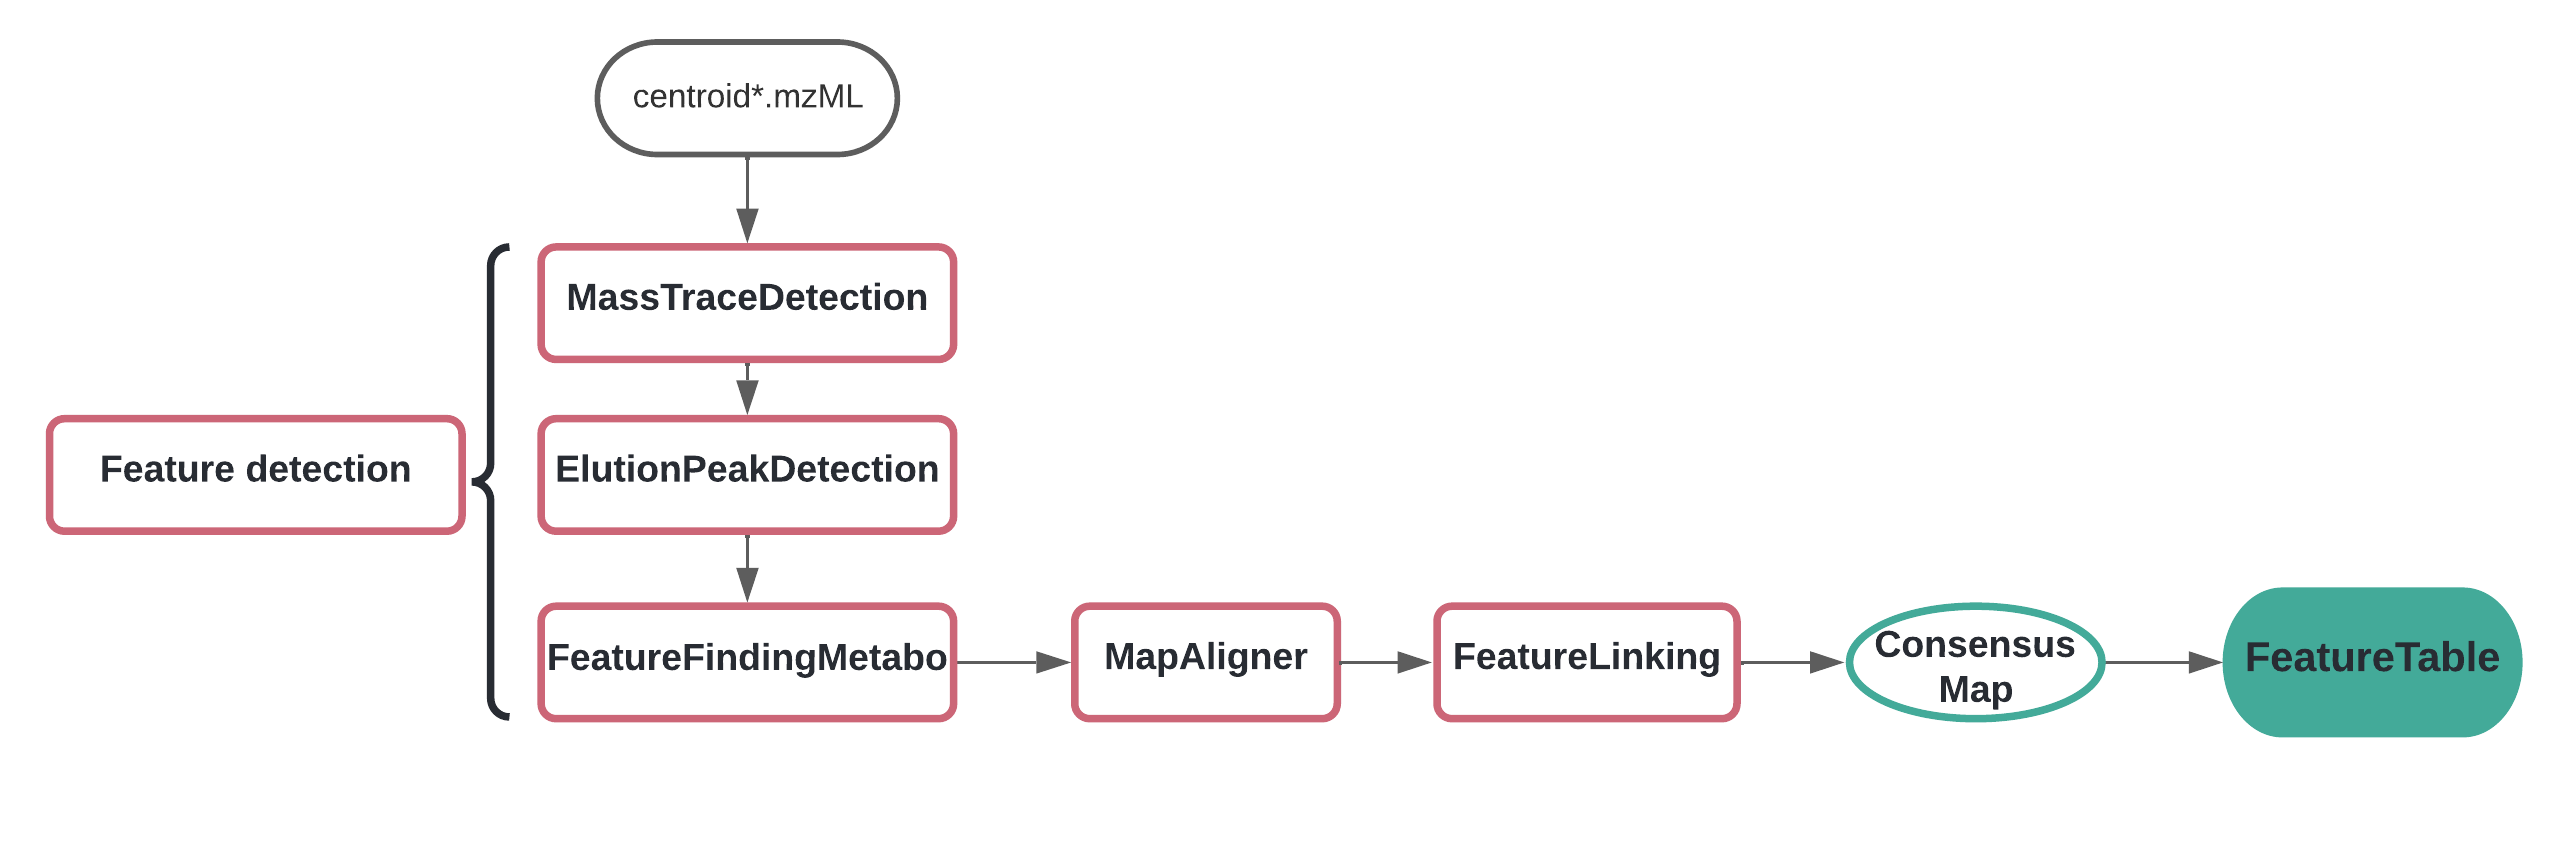 centroid*.mzML
MassTraceDetection
Feature detection
ElutionPeakDetection
FeatureFindingMetabo
MapAligner
FeatureLinking
Consensus
Map
FeatureTable